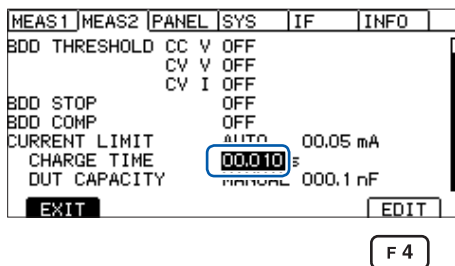 MEAS1 MEAS2 PANEL SYS IF INFO
BDD THRESHOLD CC V OFF
CV V OFF
CV I OFF
BDD STOP OFF
BDD COMP OFF
CURRENT LIMIT AUTO 00.05 mA
CHARGE TIME 00.010 s
DUT CAPACITY MANUAL 000.1 nF
EXIT EDIT
F4